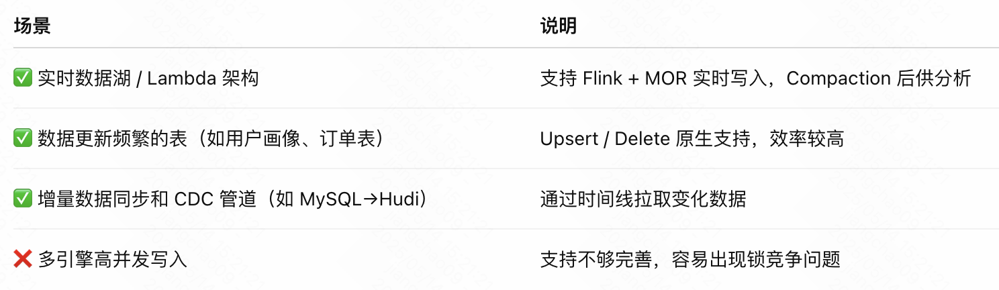 场景 说明
✅ 实时数据湖 / Lambda 架构 支持 Flink + MOR 实时写入，Compaction 后供分析
✅ 数据更新频繁的表（如用户画像、订单表） Upsert / Delete 原生支持，效率较高
✅ 增量数据同步和 CDC 管道（如 MySQL→Hudi） 通过时间线拉取变化数据
❌ 多引擎高并发写入 支持不够完善，容易出现锁竞争问题